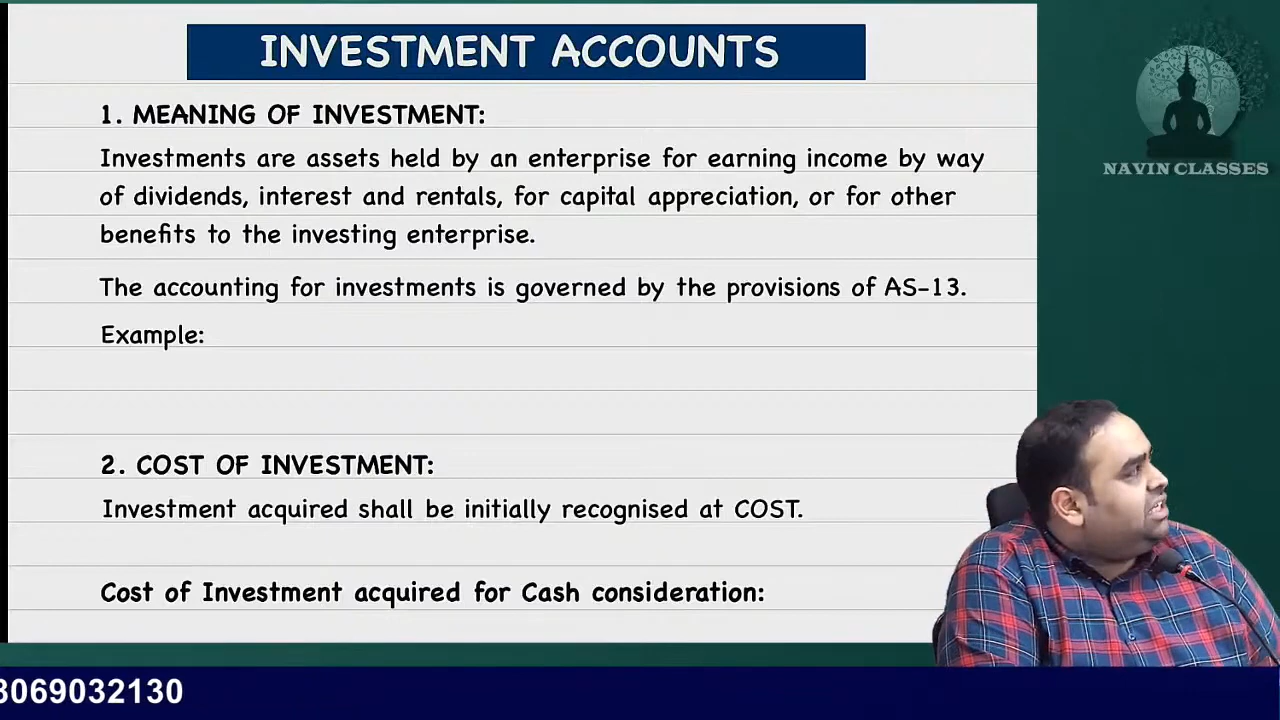 INVESTMENT ACCOUNTS
1. MEANING OF INVESTMENT:
Investments are assets held by an enterprise for earning income by way
of dividends, interest and rentals, for capital appreciation, or for other
benefits to the investing enterprise.
The accounting for investments is governed by the provisions of AS-13.
Example:
2. COST OF INVESTMENT:
Investment acquired shall be initially recognised at COST.
Cost of Investment acquired for Cash consideration:
NAVIN CLASSES
8069032130